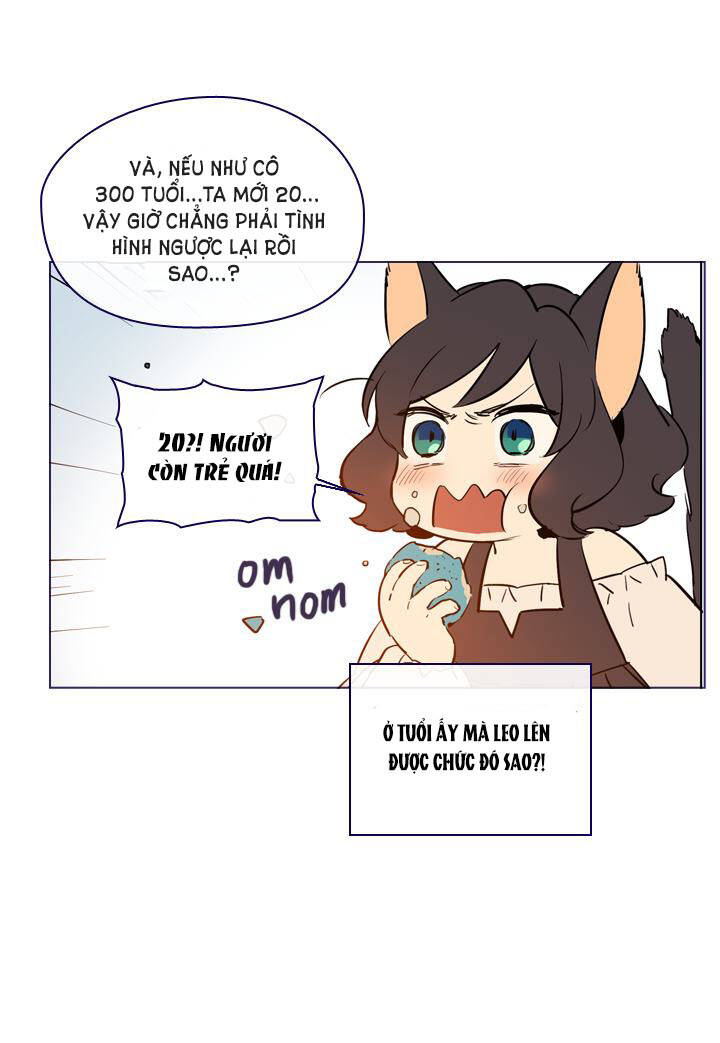 VÀ, NẾU NHƯ CÔ
300 TUỔI...TA MỚI 20...
VẬY GIỜ CHẲNG PHẢI TÌNH
HÌNH NGƯỢC LẠI RỒI
SAO...?
20?! NGƯƠI
CÒN TRẺ QUÁ!
om
nom
Ở TUỔI ẤY MÀ LEO LÊN
ĐƯỢC CHỨC ĐÓ SAO?!